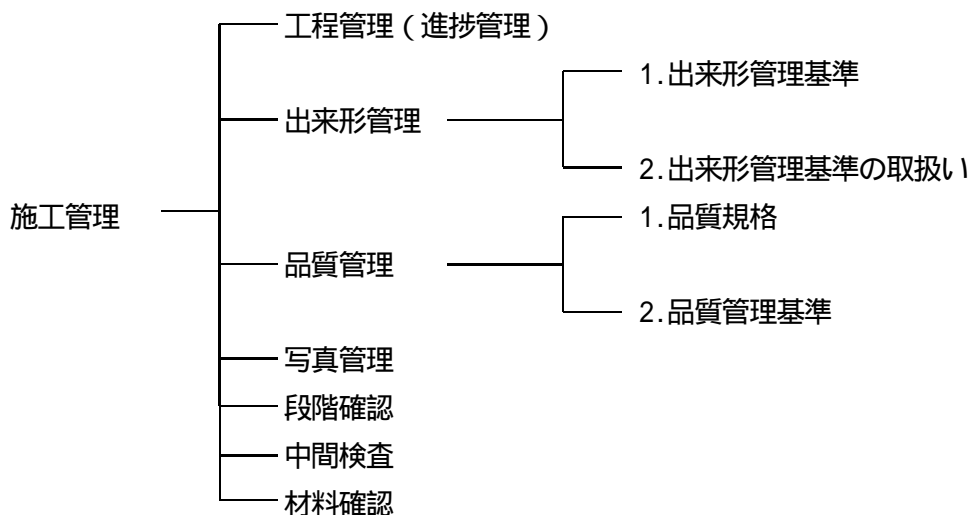 工程管理(進捗管理)
1.出来形管理基準
出来形管理
2.出来形管理基準の取扱い
施工管理
1.品質規格
品質管理
2.品質管理基準
写真管理
段階確認
中間検査
材料確認